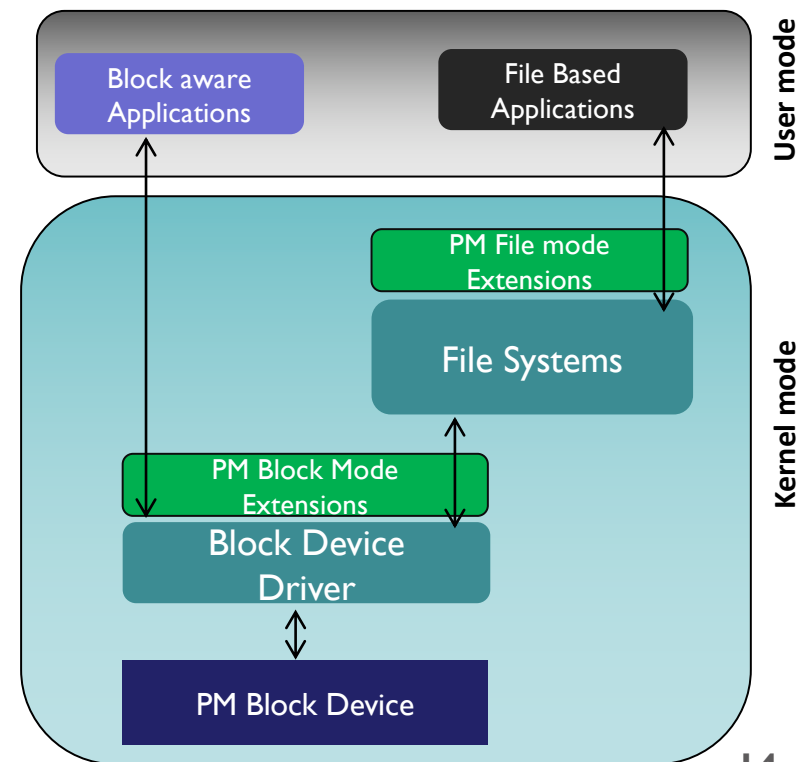 Block aware
Applications
File Based
Applications
User mode
PM File mode
Extensions
File Systems
Kernel mode
PM Block Mode
Extensions
Block Device
Driver
PM Block Device